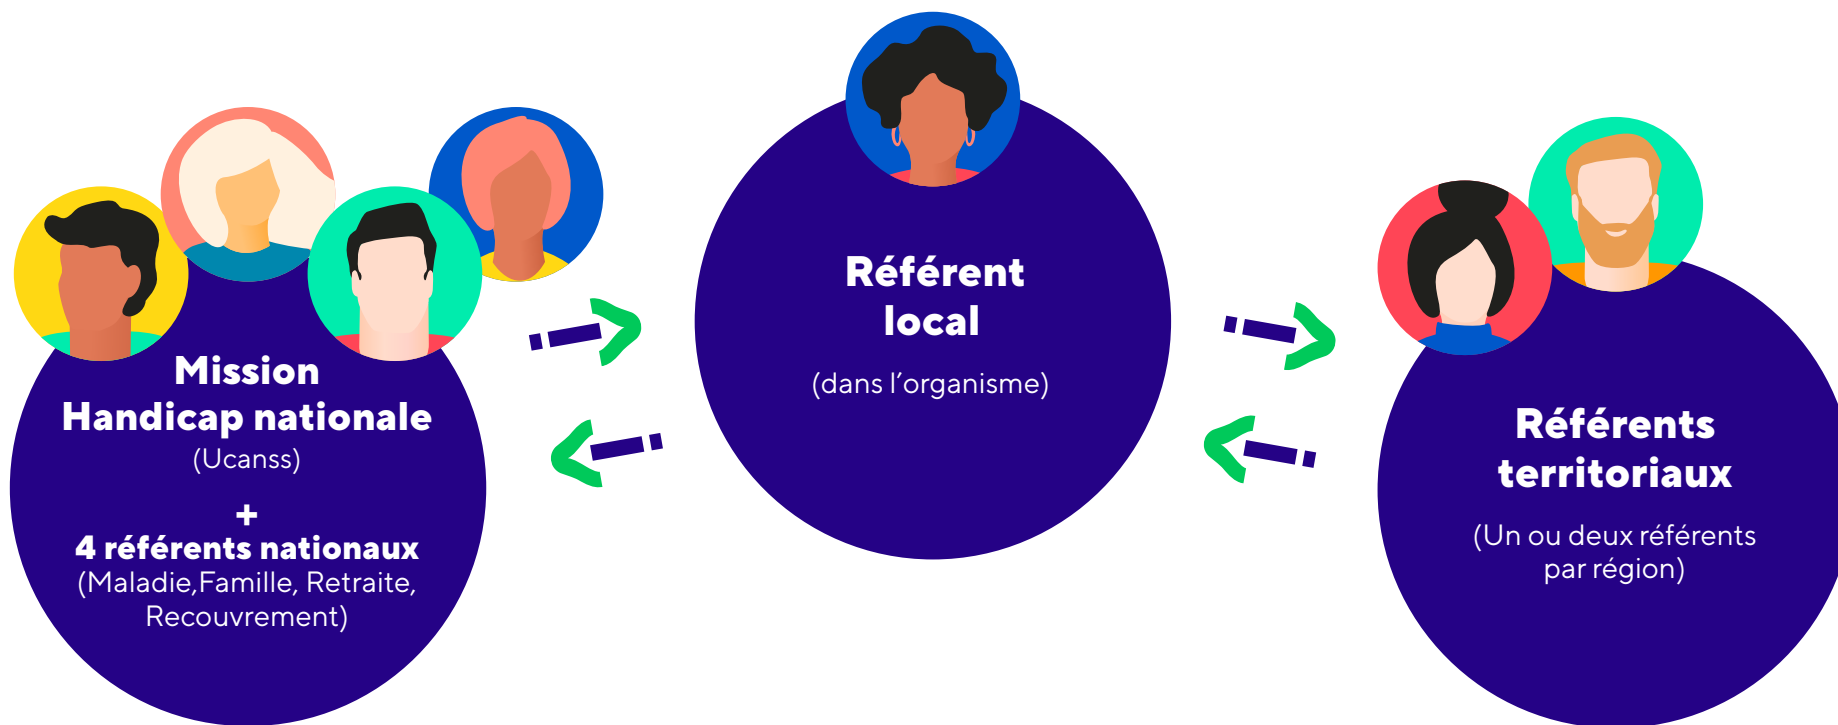 Mission
Handicap nationale
(Ucanss)
+
4 référents nationaux
(Maladie,Famille, Retraite,
Recouvrement)
Référent
local
(dans l’organisme)
Référents
territoriaux
(Un ou deux référents
par région)